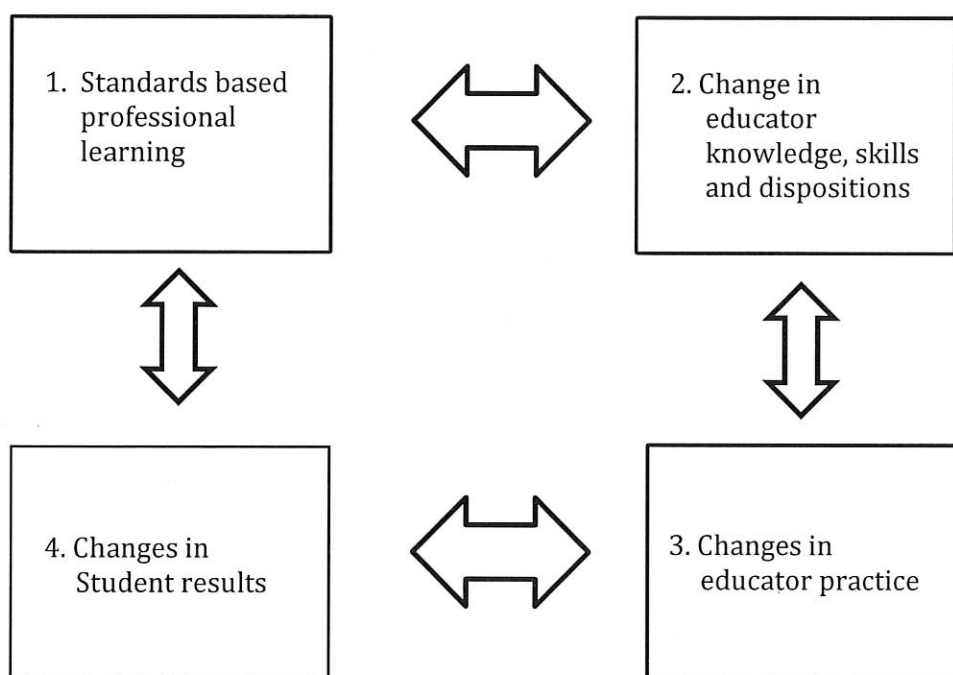 1. Standards based
professional
learning
2. Change in
educator
knowledge, skills
and dispositions
4. Changes in
Student results
3. Changes in
educator practice